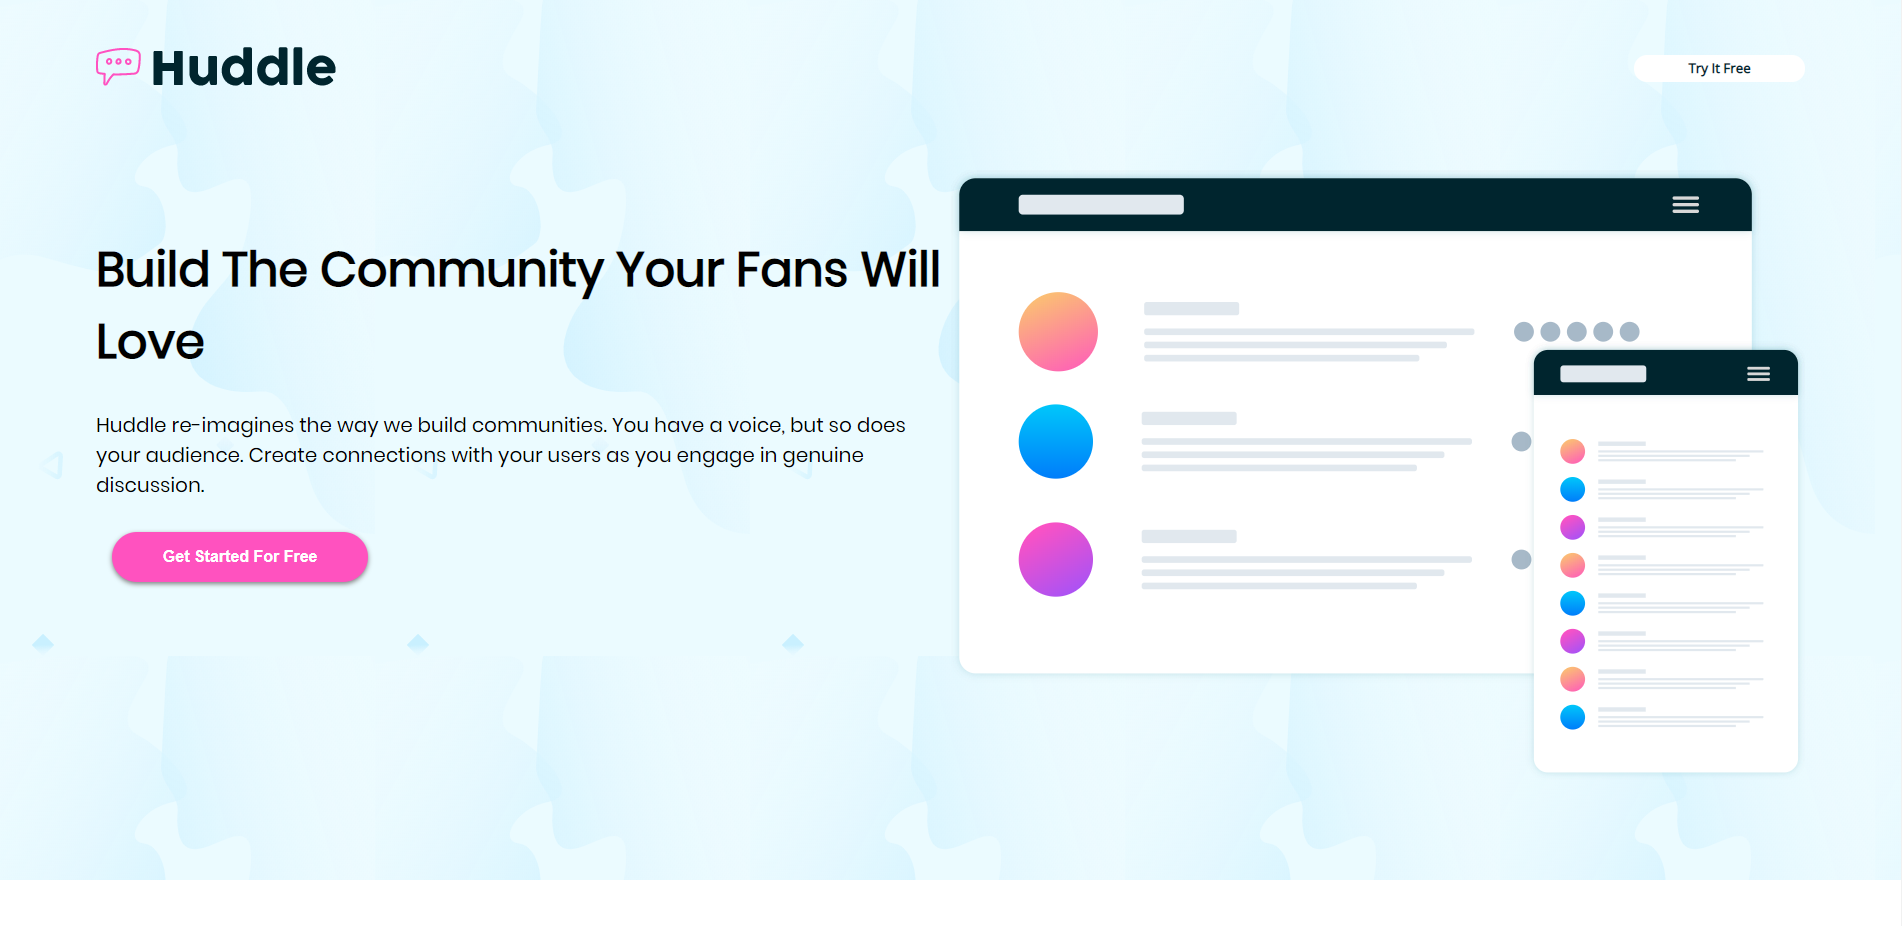 Huddle
Try It Free
Build The Community Your Fans Will
Love
Huddle re-imagines the way we build communities. You have a voice, but so does
your audience. Create connections with your users as you engage in genuine
discussion.
Get Started For Free